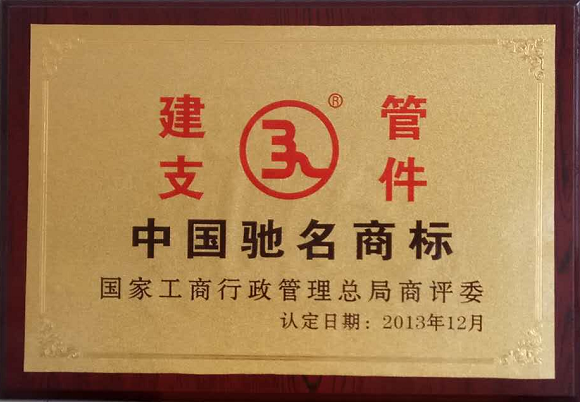 建 ® 管
支 件
中国驰名商标
国家工商行政管理总局商评委
认定日期：2013年12月